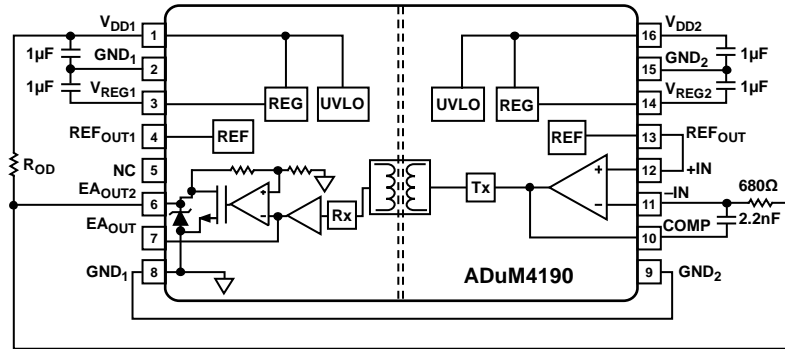 VDD1
1
1µF
GND1
2
1µF
VREG1
3
REG
UVLO
REFOUT1
4
REF
ROD
NC
5
EAOUT2
6
EAOUT
7
Rx
GND1
8
+
–
VDD2
16
1µF
GND2
15
1µF
VREG2
14
UVLO
REG
REF
13
REFOUT
12
+IN
Tx
+
–
11
–IN
680Ω
2.2nF
10
COMP
9
GND2
ADuM4190